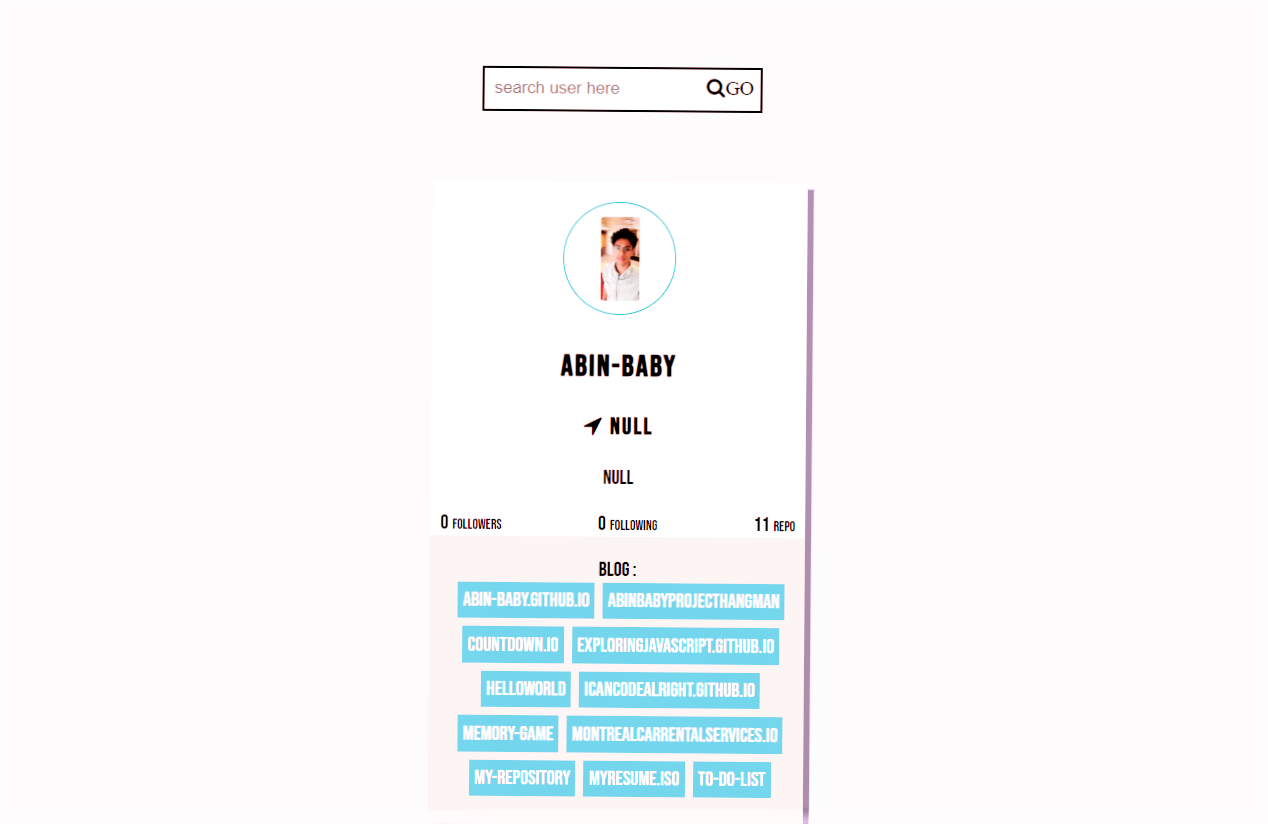 search user here GO
ABIN-BABY
NULL
NULL
0 FOLLOWERS 0 FOLLOWING 11 REPO
BLOG :
ABIN-BABY.GITHUB.IO ABINBABYPROJECTHANGMAN
COUNTDOWN.IO EXPLORINGJAVASCRIPT.GITHUB.IO
HELLOWORLD ICANCODEALRIGHT.GITHUB.IO
MEMORY-GAME MONTREALCARRENTALSERVICES.IO
MY-REPOSITORY MYRESUME.ISO TO-DO-LIST